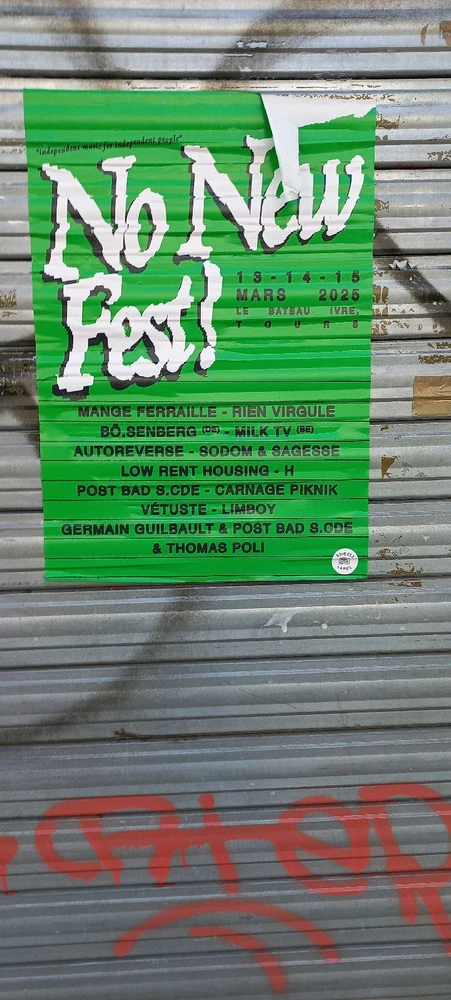 "independent music for independent people"
No New
Fest!
13-14-15
MARS 2025
LE BATEAU IVRE,
TOURS
MANGE FERRAILLE - RIEN VIRGULE
BÖ.SENBERG (DE) - MILK TV (BE)
AUTOREVERSE - SODOM & SAGESSE
LOW RENT HOUSING - H
POST BAD S.CDE - CARNAGE PIKNIK
VÉTUSTE - LIMBOY
GERMAIN GUILBAULT & POST BAD S.CDE
& THOMAS POLI
TAPES